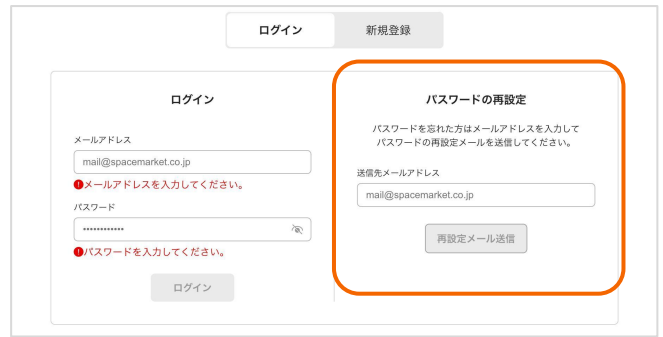 ログイン
新規登録
ログイン
メールアドレス
mail@spacemarket.co.jp
メールアドレスを入力してください。
パスワード
••••••••••••
パスワードを入力してください。
ログイン
パスワードの再設定
パスワードを忘れた方はメールアドレスを入力して
パスワードの再設定メールを送信してください。
送信先メールアドレス
mail@spacemarket.co.jp
再設定メール送信